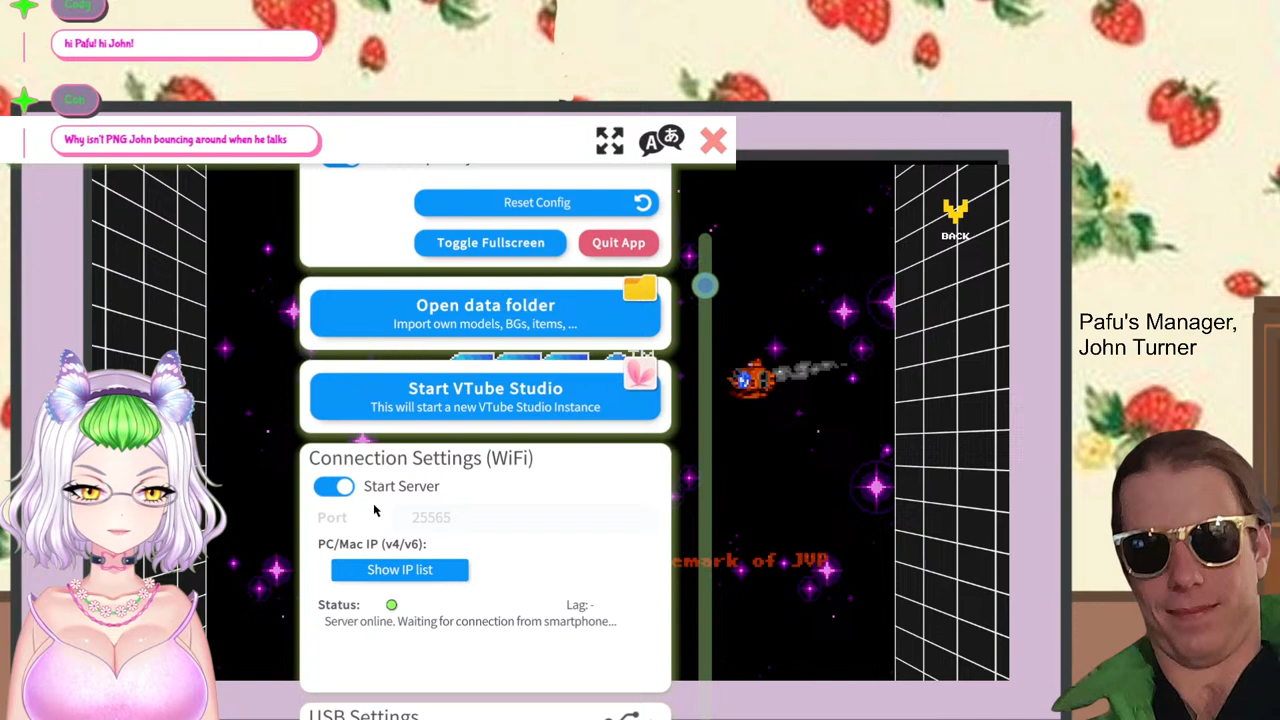 Cody
hi Pafu! hi John!
Con
Why isn't PNG John bouncing around when he talks
Reset Config
Toggle Fullscreen
Quit App
BACK
Open data folder
Import own models, BGs, items, ...
Start VTube Studio
This will start a new VTube Studio Instance
Connection Settings (WiFi)
Start Server
Port
25565
PC/Mac IP (v4/v6):
Show IP list
emark of JVP
Status:
Lag: -
Server online. Waiting for connection from smartphone...
USB Settings
Pafu's Manager,
John Turner